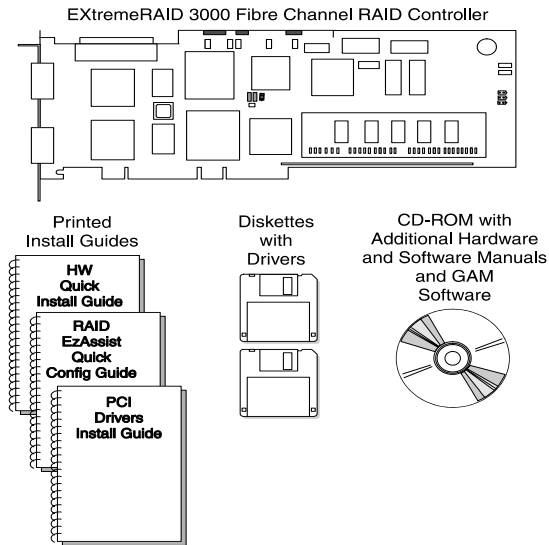 EXtremeRAID 3000 Fibre Channel RAID Controller
Printed
Install Guides
HW
Quick
Install Guide
RAID
EzAssist
Quick
Config Guide
PCI
Drivers
Install Guide
Diskettes
with
Drivers
CD-ROM with
Additional Hardware
and Software Manuals
and GAM
Software